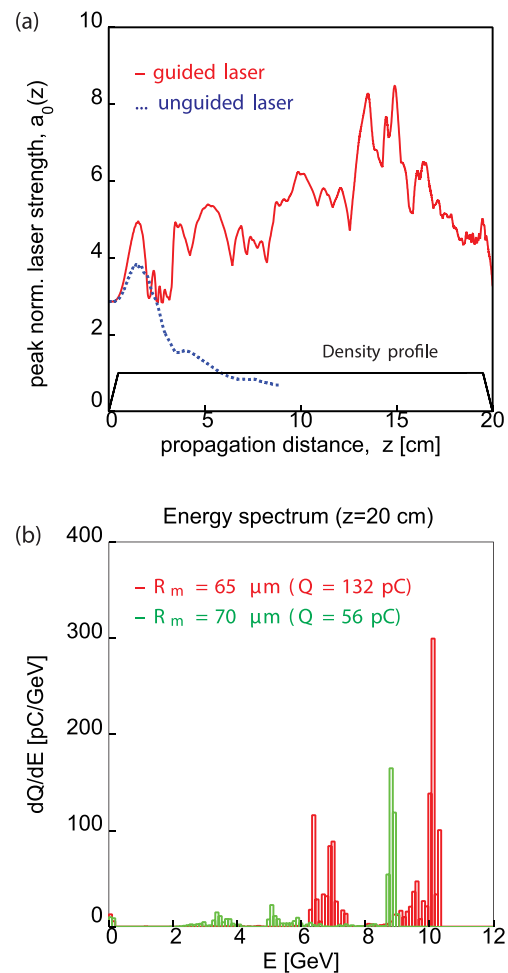 (a)
10
8
6
4
2
0
peak norm. laser strength, a0(z)
– guided laser
... unguided laser
Density profile
0 5 10 15 20
propagation distance, z [cm]
(b)
Energy spectrum (z=20 cm)
400
300
200
100
0
dQ/dE [pC/GeV]
– R m = 65 μm ( Q = 132 pC)
– R m = 70 μm ( Q = 56 pC)
0 2 4 6 8 10 12
E [GeV]